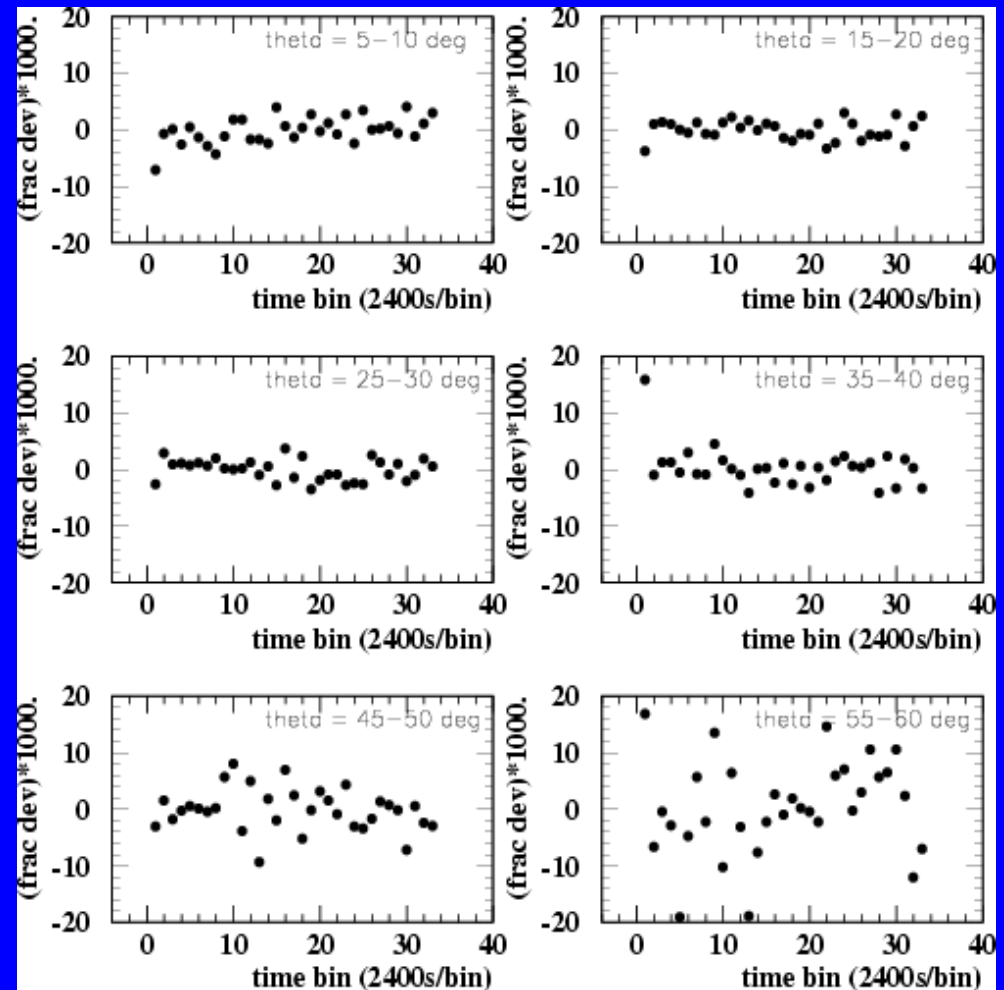 (frac dev)*1000.
20
10
0
-10
-20
theta = 5-10 deg
0 10 20 30 40
time bin (2400s/bin)
(frac dev)*1000.
20
10
0
-10
-20
theta = 15-20 deg
0 10 20 30 40
time bin (2400s/bin)
(frac dev)*1000.
20
10
0
-10
-20
theta = 25-30 deg
0 10 20 30 40
time bin (2400s/bin)
(frac dev)*1000.
20
10
0
-10
-20
theta = 35-40 deg
0 10 20 30 40
time bin (2400s/bin)
(frac dev)*1000.
20
10
0
-10
-20
theta = 45-50 deg
0 10 20 30 40
time bin (2400s/bin)
(frac dev)*1000.
20
10
0
-10
-20
theta = 55-60 deg
0 10 20 30 40
time bin (2400s/bin)